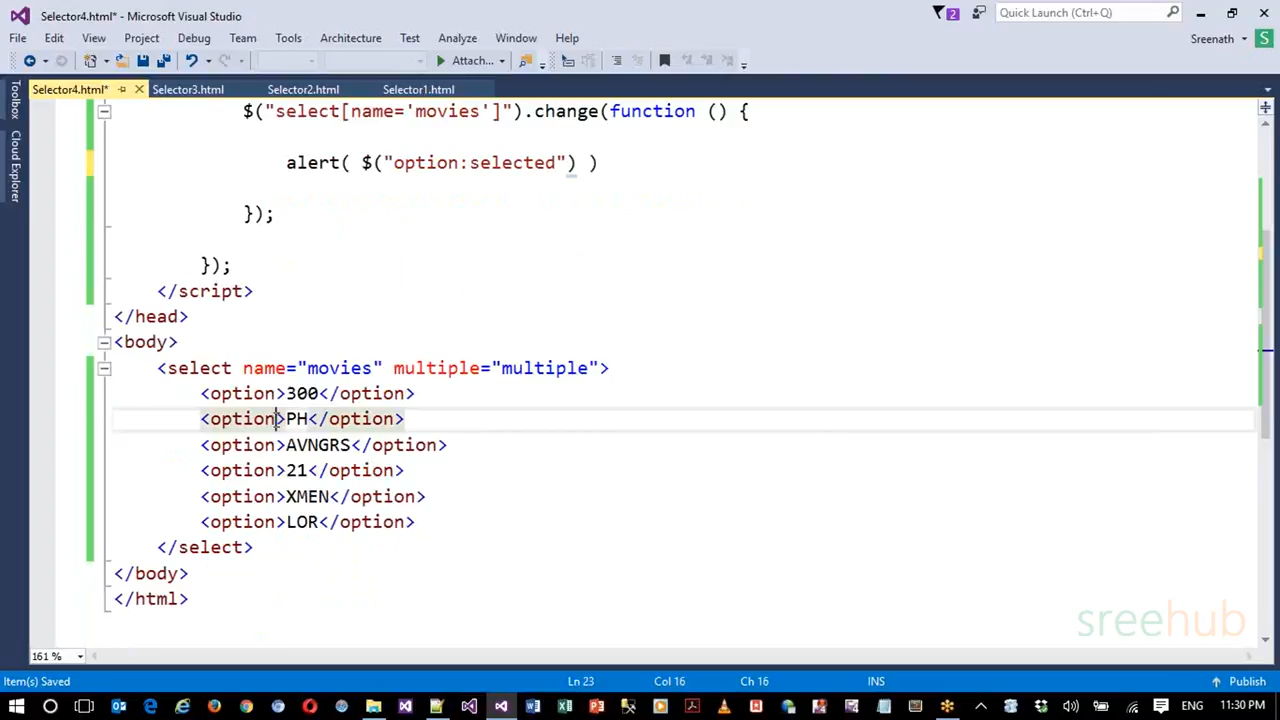 Selector4.html* - Microsoft Visual Studio
2
Quick Launch (Ctrl+Q)
File Edit View Project Debug Team Tools Architecture Test Analyze Window Help
Sreenath
S
Attach...
Selector4.html*
Selector3.html
Selector2.html
Selector1.html
Toolbox
Cloud Explorer
$("select[name='movies']").change(function () {
alert( $("option:selected") )
});
});
</script>
</head>
<body>
<select name="movies" multiple="multiple">
<option>300</option>
<option>PH</option>
<option>AVNGRS</option>
<option>21</option>
<option>XMEN</option>
<option>LOR</option>
</select>
</body>
</html>
sreehub
161 %
Item(s) Saved
Ln 23
Col 16
Ch 16
INS
Publish
ENG
11:30 PM